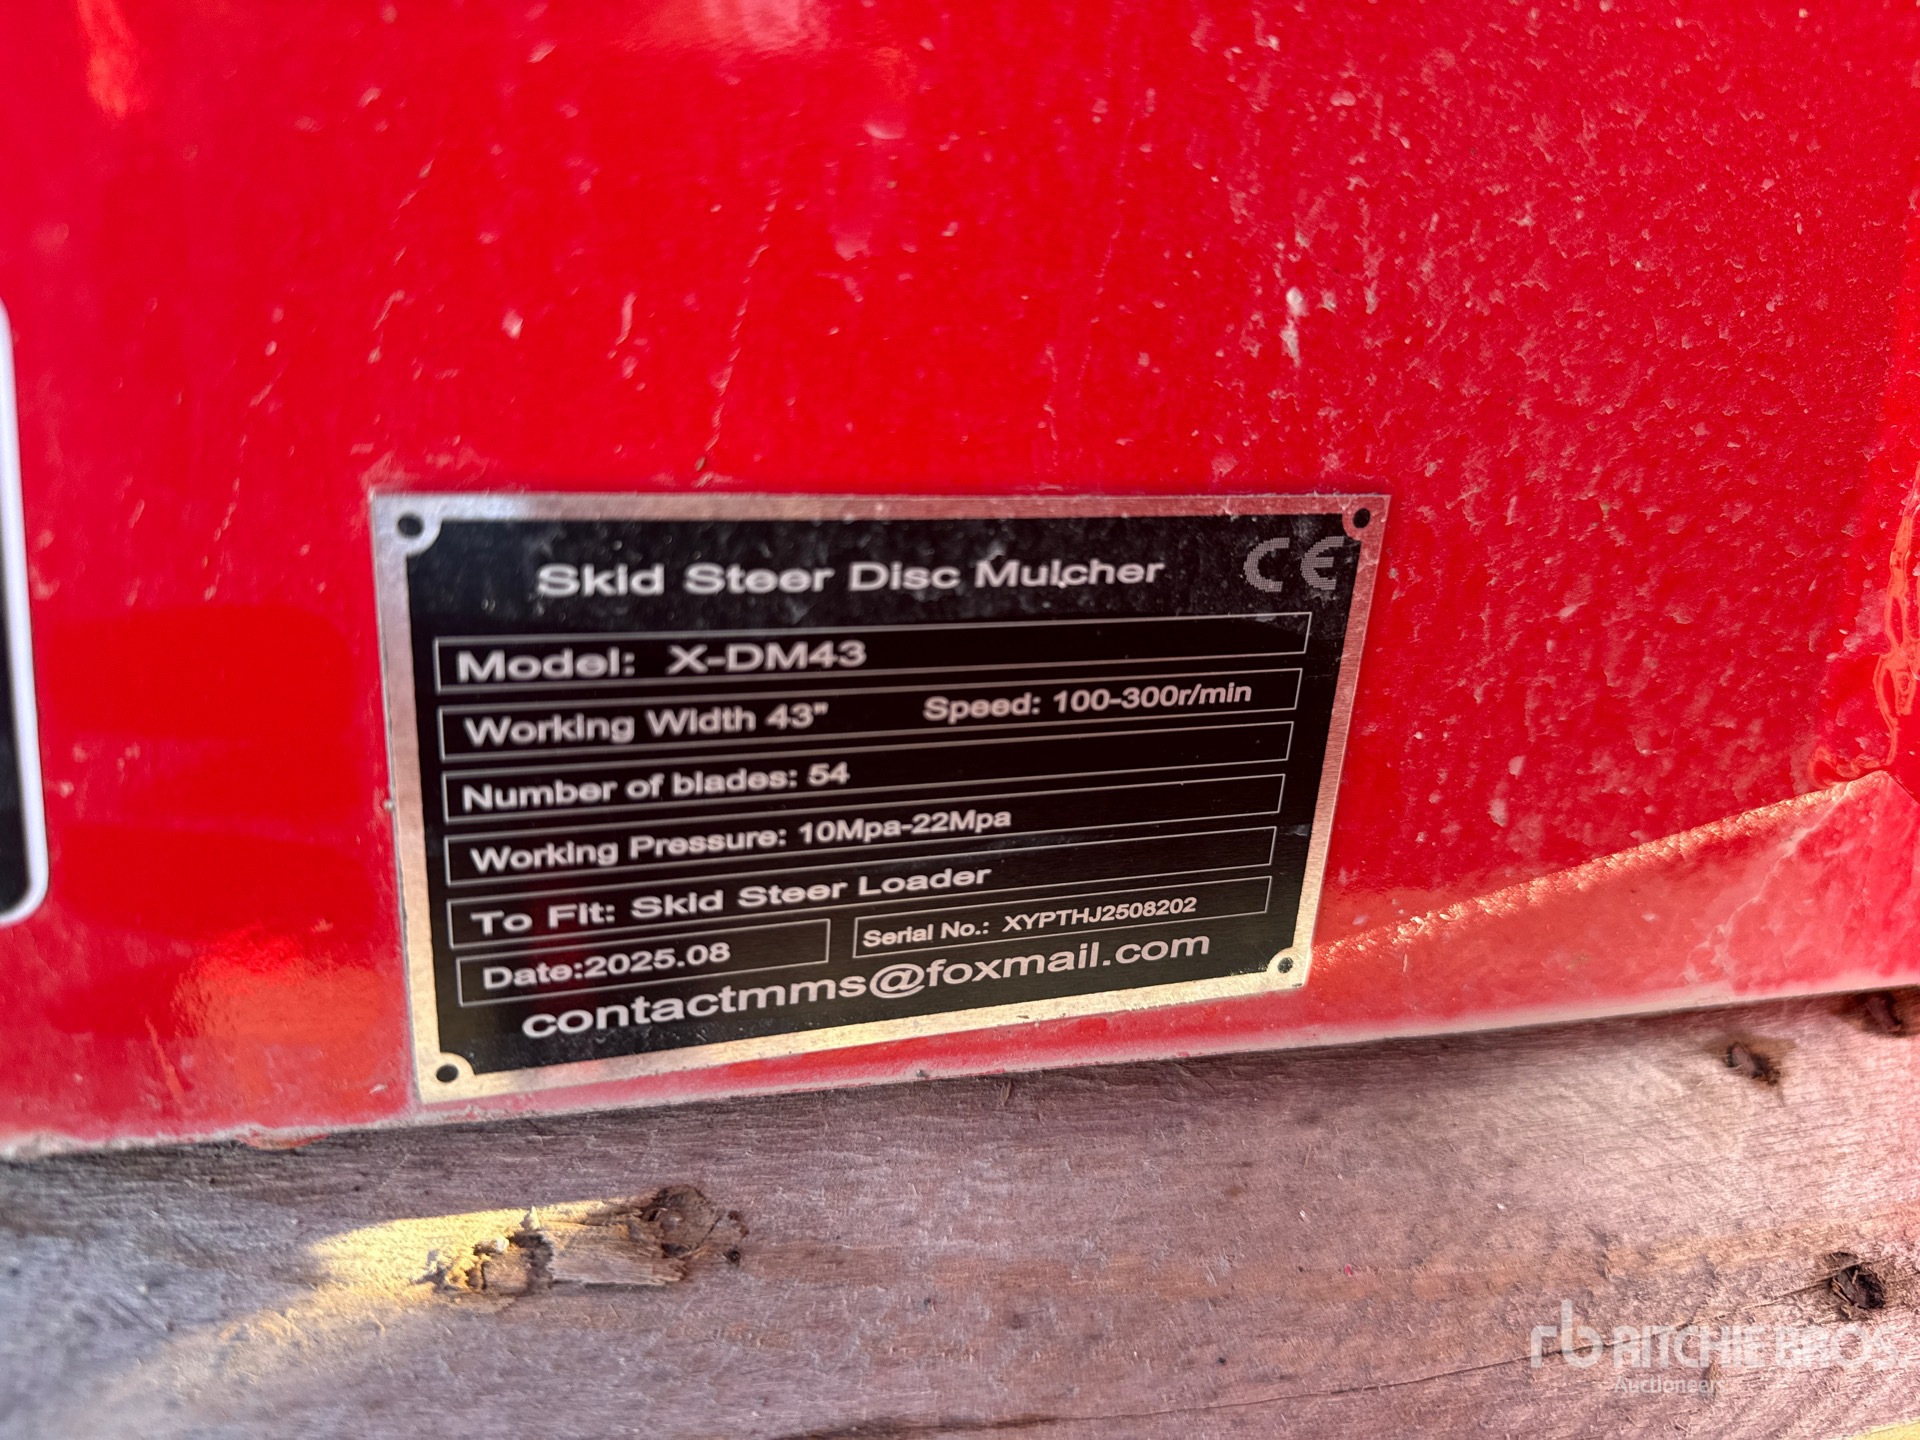 Skid Steer Disc Mulcher CE
Model: X-DM43
Working Width 43" Speed: 100-300r/min
Number of blades: 54
Working Pressure: 10Mpa-22Mpa
To Fit: Skid Steer Loader
Date:2025.08 Serial No.: XYPTHJ2508202
contactmms@foxmail.com
rb RITCHIE BROS.
Auctioneers